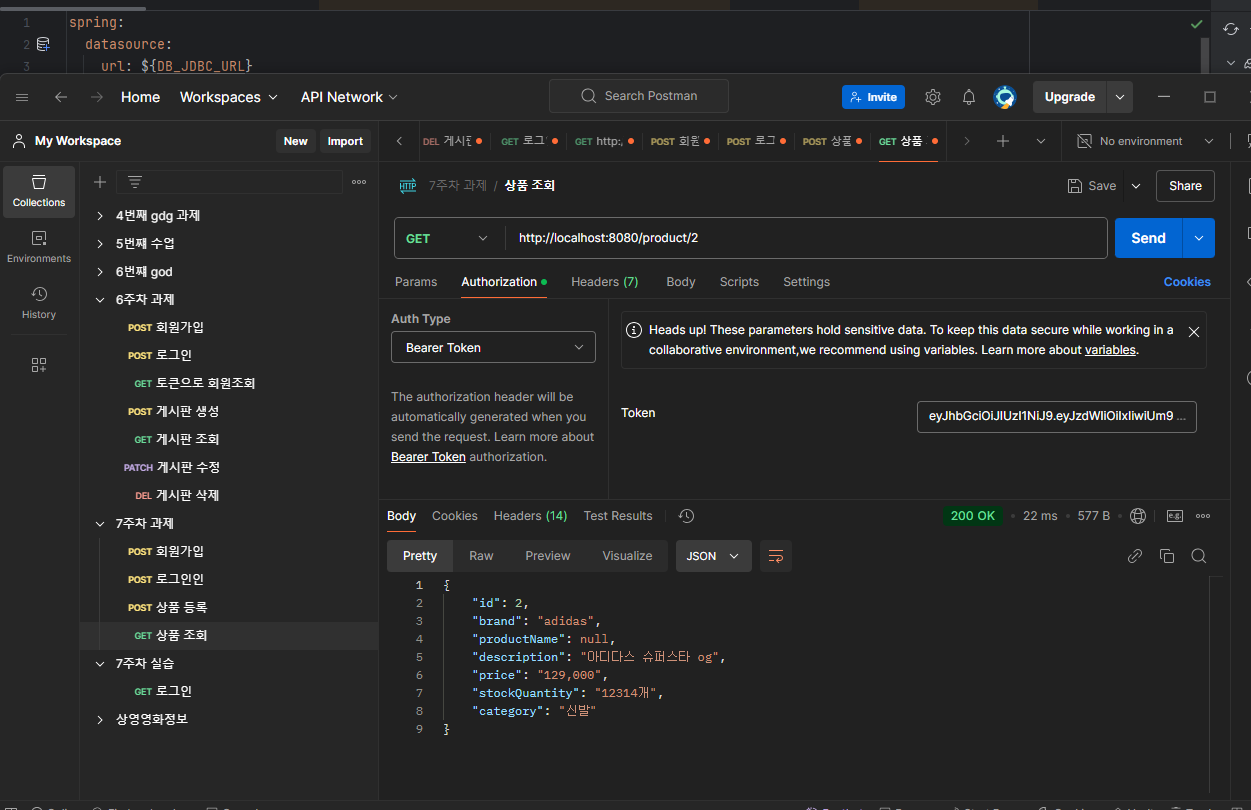 1 spring:
2 datasource:
3 url: ${DB_JDBC_URL}
Home Workspaces API Network Search Postman Invite Upgrade
My Workspace New Import DEL 게시판 GET 로그 GET http:, POST 회원 POST 로그 POST 상품 GET 상품 No environment
Collections
Environments
History
4번째 gdg 과제
5번째 수업
6번째 god
6주차 과제
POST 회원가입
POST 로그인
GET 토큰으로 회원조회
POST 게시판 생성
GET 게시판 조회
PATCH 게시판 수정
DEL 게시판 삭제
7주차 과제
POST 회원가입
POST 로그인인
POST 상품 등록
GET 상품 조회
7주차 실습
GET 로그인
상영영화정보
HTTP 7주차 과제 / 상품 조회 Save Share
GET http://localhost:8080/product/2 Send
Params Authorization Headers (7) Body Scripts Settings Cookies
Auth Type
Bearer Token
The authorization header will be
automatically generated when you
send the request. Learn more about
Bearer Token authorization.
Heads up! These parameters hold sensitive data. To keep this data secure while working in a
collaborative environment,we recommend using variables. Learn more about variables.
Token
Body Cookies Headers (14) Test Results 200 OK 22 ms 577 B e.g.
Pretty Raw Preview Visualize JSON
1 {
2 "id": 2,
3 "brand": "adidas",
4 "productName": null,
5 "description": "아디다스 슈퍼스타 og",
6 "price": "129,000",
7 "stockQuantity": "12314개",
8 "category": "신발"
9 }